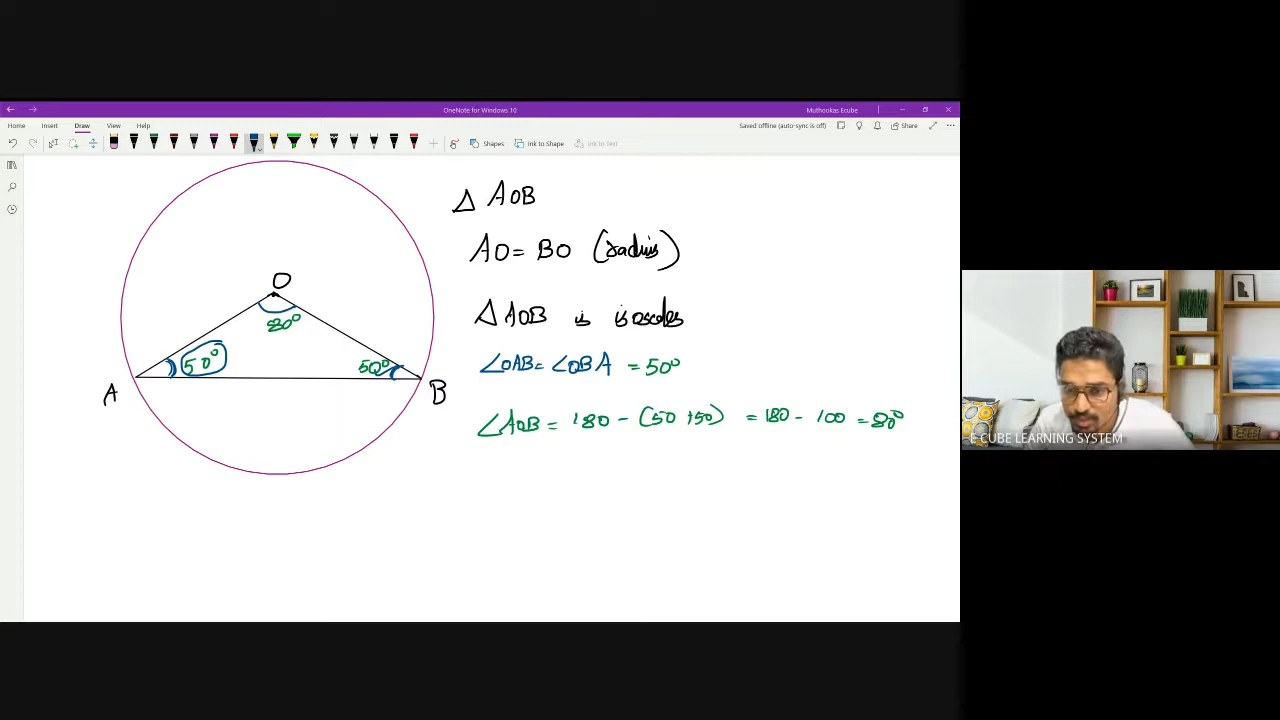 OneNote for Windows 10
Muthookas Ecube
Home Insert Draw View Help
Saved offline (auto-sync is off)
Share
Shapes
Ink to Shape
Ink to Text
△ AOB
AO = BO (radius)
△ AOB is isosceles
∠OAB = ∠OBA = 50°
∠AOB = 180 - (50 + 50) = 180 - 100 = 80°
O
80°
50°
50°
A
B
E CUBE LEARNING SYSTEM